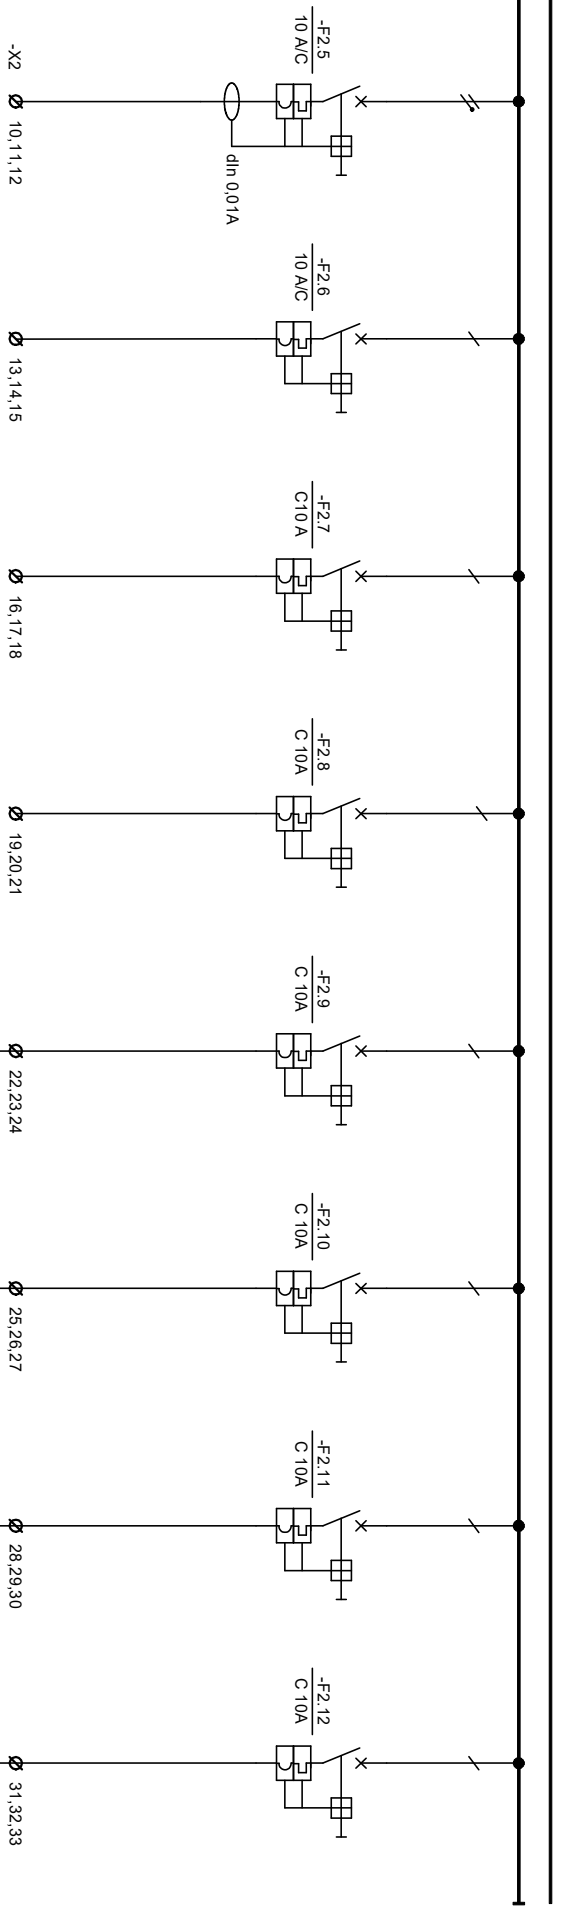 -F2.5
10 A/C
dIn 0,01A
-X2
10,11,12
-F2.6
10 A/C
13,14,15
-F2.7
C10 A
16,17,18
-F2.8
C 10A
19,20,21
-F2.9
C 10A
22,23,24
-F2.10
C 10A
25,26,27
-F2.11
C 10A
28,29,30
-F2.12
C 10A
31,32,33